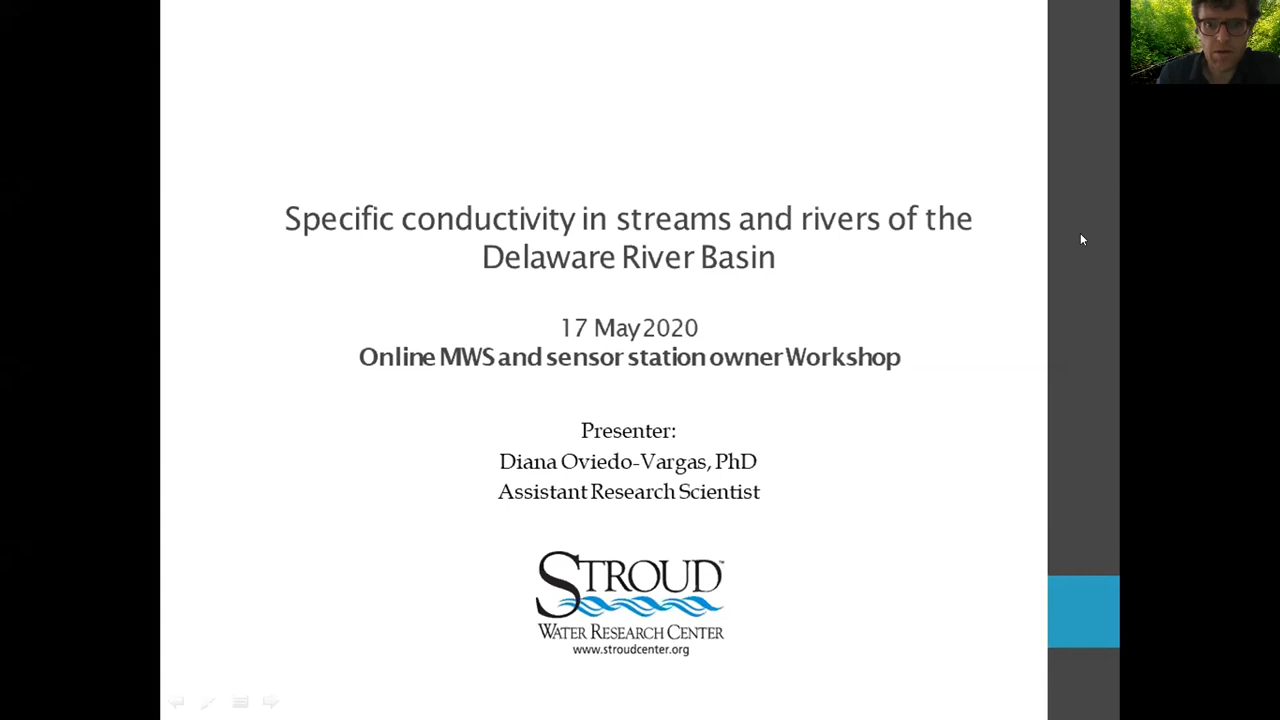 Specific conductivity in streams and rivers of the
Delaware River Basin
17 May 2020
Online MWS and sensor station owner Workshop
Presenter:
Diana Oviedo-Vargas, PhD
Assistant Research Scientist
STROUD™
WATER RESEARCH CENTER
www.stroudcenter.org